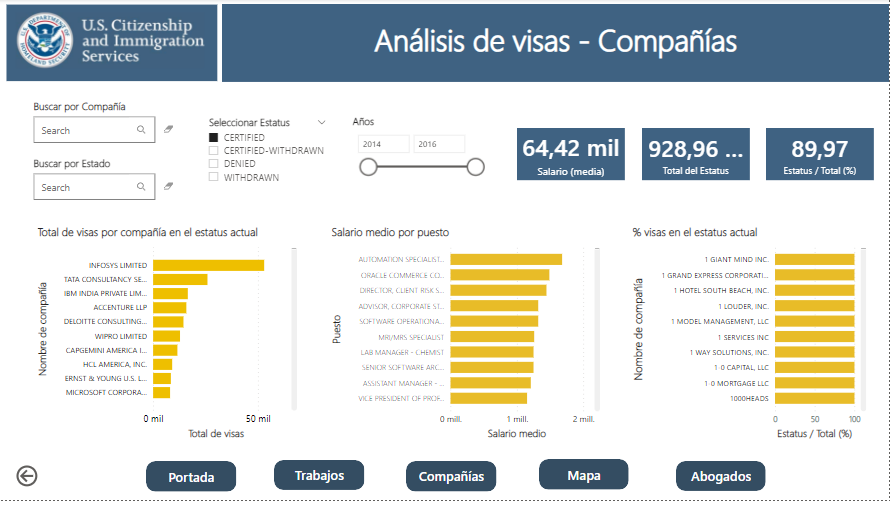 U.S. Citizenship
and Immigration
Services
Análisis de visas - Compañías
Buscar por Compañía
Search
Buscar por Estado
Search
Seleccionar Estatus
CERTIFIED
CERTIFIED-WITHDRAWN
DENIED
WITHDRAWN
Años
2014
2016
64,42 mil
Salario (media)
928,96 ...
Total del Estatus
89,97
Estatus / Total (%)
Total de visas por compañía en el estatus actual
Nombre de compañía
INFOSYS LIMITED
TATA CONSULTANCY SE...
IBM INDIA PRIVATE LIM...
ACCENTURE LLP
DELOITTE CONSULTING...
WIPRO LIMITED
CAPGEMINI AMERICA I...
HCL AMERICA, INC.
ERNST & YOUNG U.S. L...
MICROSOFT CORPORA...
0 mil
50 mil
Total de visas
Salario medio por puesto
Puesto
AUTOMATION SPECIALIST...
ORACLE COMMERCE CO...
DIRECTOR, CLIENT RISK S...
ADVISOR, CORPORATE ST...
SOFTWARE OPERATIONA...
MRI/MRS SPECIALIST
LAB MANAGER - CHEMIST
SENIOR SOFTWARE ARC...
ASSISTANT MANAGER - ...
VICE PRESIDENT OF PROF...
0 mill.
1 mill.
2 mill.
Salario medio
% visas en el estatus actual
Nombre de compañía
1 GIANT MIND INC.
1 GRAND EXPRESS CORPORATI...
1 HOTEL SOUTH BEACH, INC.
1 LOUDER, INC.
1 MODEL MANAGEMENT, LLC
1 SERVICES INC
1 WAY SOLUTIONS, INC.
1-0 CAPITAL, LLC
1-0 MORTGAGE LLC
1000HEADS
0
50
100
Estatus / Total (%)
Portada
Trabajos
Compañías
Mapa
Abogados